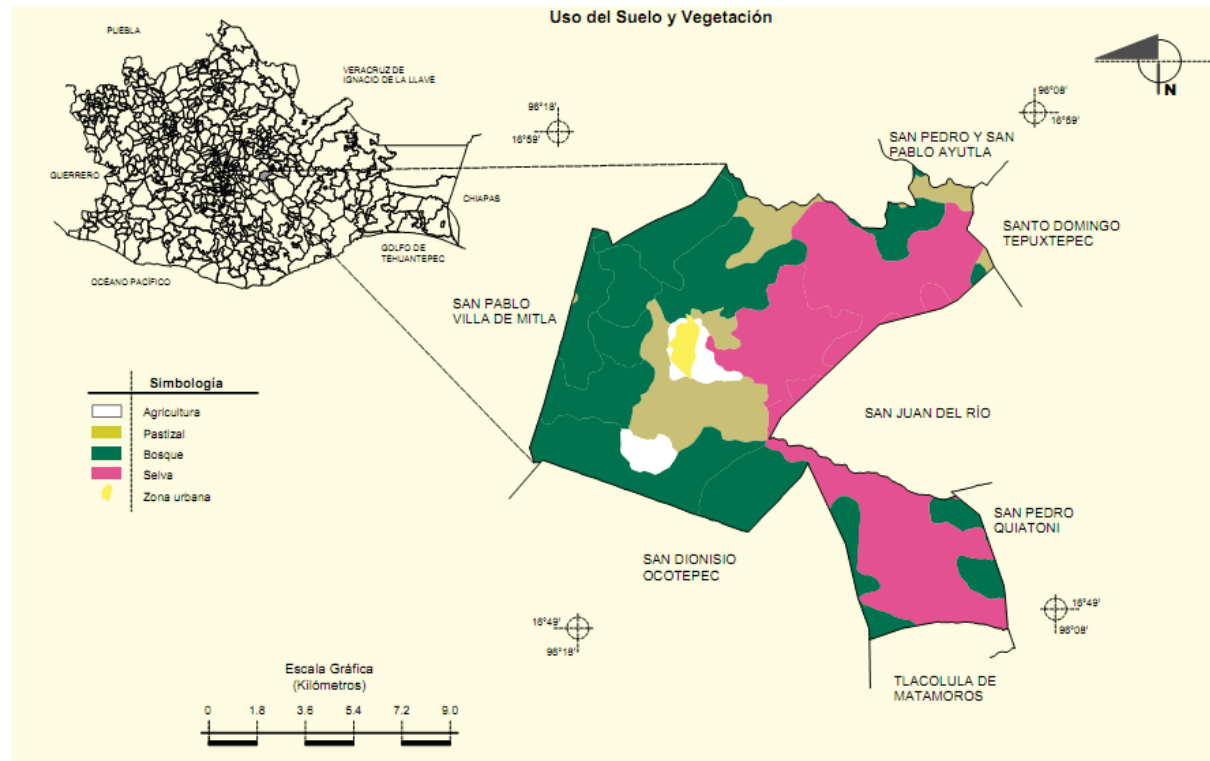 Uso del Suelo y Vegetación
PUEBLA
VERACRUZ DE
IGNACIO DE LA LLAVE
GUERRERO
CHIAPAS
GOLFO DE
TEHUANTEPEC
OCÉANO PACÍFICO
N
96°18'
16°59'
96°08'
16°59'
SAN PEDRO Y SAN
PABLO AYUTLA
SANTO DOMINGO
TEPUXTEPEC
SAN PABLO
VILLA DE MITLA
SAN JUAN DEL RÍO
SAN PEDRO
QUIATONI
SAN DIONISIO
OCOTEPEC
TLACOLULA DE
MATAMOROS
16°49'
96°18'
16°49'
96°08'
Simbología
Agricultura
Pastizal
Bosque
Selva
Zona urbana
Escala Gráfica
(Kilómetros)
0 1.8 3.6 5.4 7.2 9.0